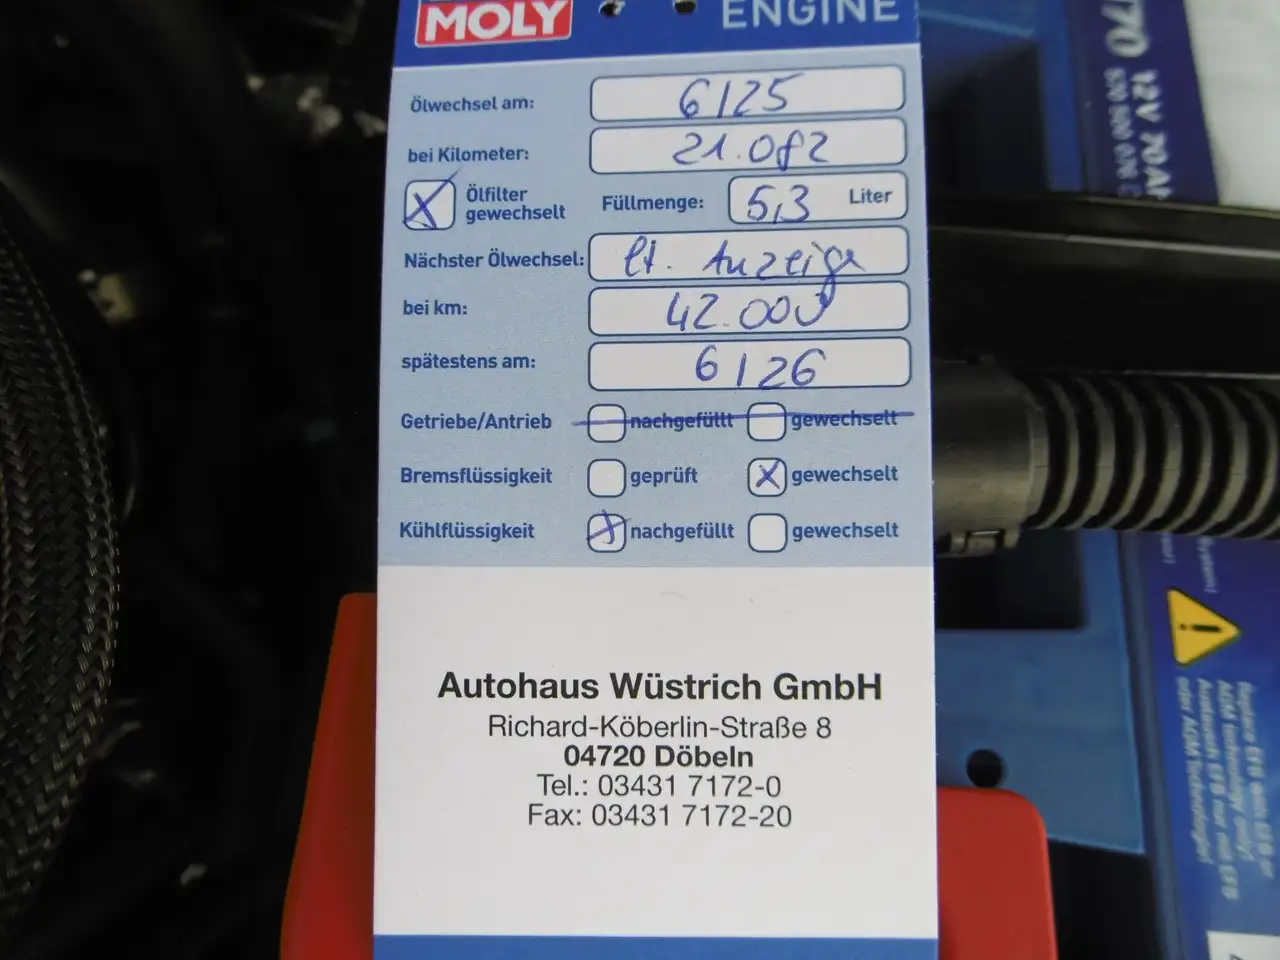 MOLY ENGINE
Ölwechsel am: 6/25
bei Kilometer: 21.082
Ölfilter gewechselt
Füllmenge: 5,3 Liter
Nächster Ölwechsel: lt. Anzeige
bei km: 42.000
spätestens am: 6/26
Getriebe/Antrieb nachgefüllt gewechselt
Bremsflüssigkeit geprüft gewechselt
Kühlflüssigkeit nachgefüllt gewechselt
Autohaus Wüstrich GmbH
Richard-Köberlin-Straße 8
04720 Döbeln
Tel.: 03431 7172-0
Fax: 03431 7172-20
12V 70Ah